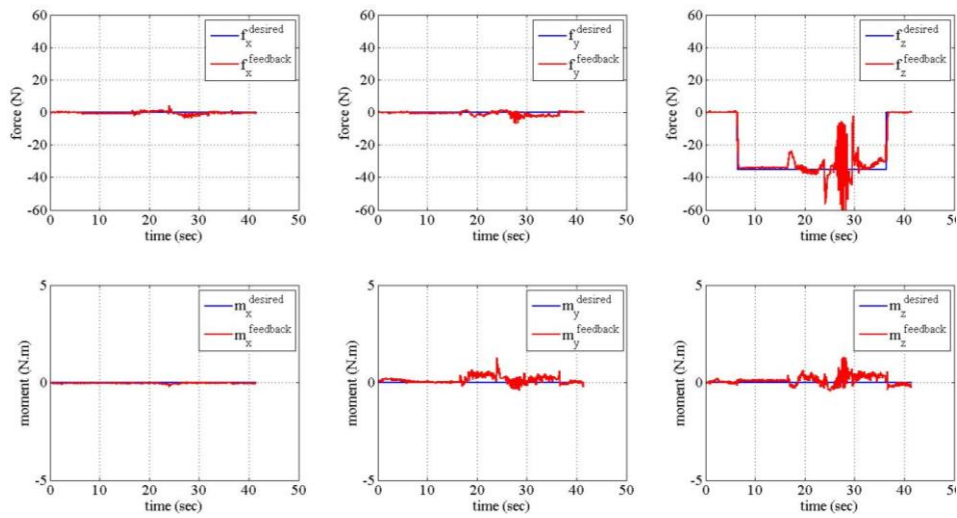 60
40
20
0
-20
-40
-60
force (N)
0 10 20 30 40 50
time (sec)
f_x^desired
f_x^feedback
60
40
20
0
-20
-40
-60
force (N)
0 10 20 30 40 50
time (sec)
f_y^desired
f_y^feedback
60
40
20
0
-20
-40
-60
force (N)
0 10 20 30 40 50
time (sec)
f_z^desired
f_z^feedback
5
0
-5
moment (N.m)
0 10 20 30 40 50
time (sec)
m_x^desired
m_x^feedback
5
0
-5
moment (N.m)
0 10 20 30 40 50
time (sec)
m_y^desired
m_y^feedback
5
0
-5
moment (N.m)
0 10 20 30 40 50
time (sec)
m_z^desired
m_z^feedback